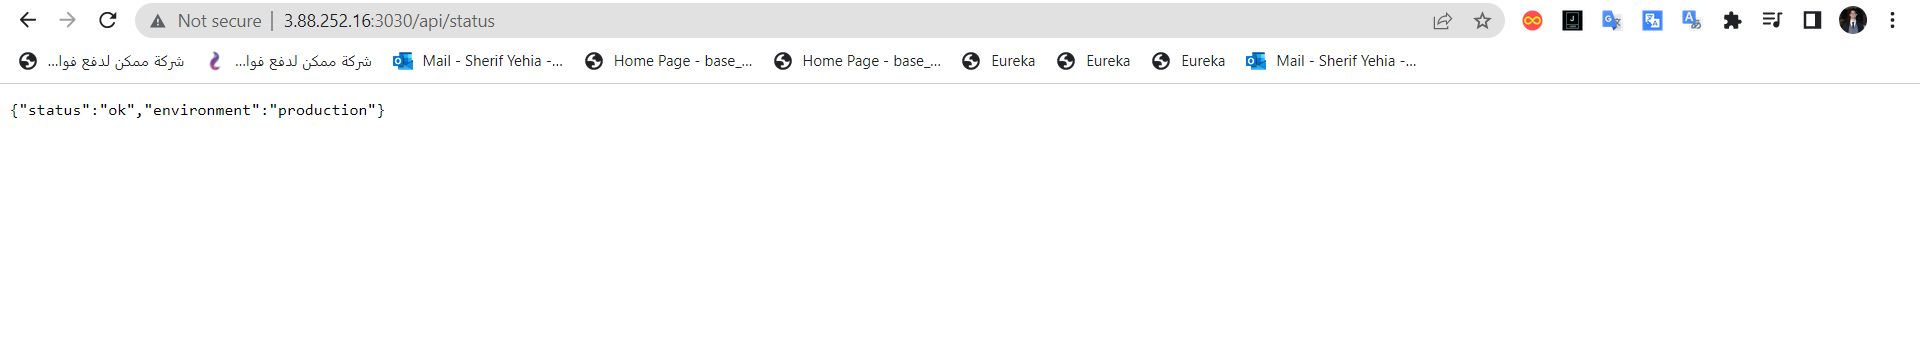 Not secure | 3.88.252.16:3030/api/status
شركة ممكن لدفع فوا... شركة ممكن لدفع فوا... Mail - Sherif Yehia -... Home Page - base_... Home Page - base_... Eureka Eureka Eureka Mail - Sherif Yehia -...
{"status":"ok","environment":"production"}